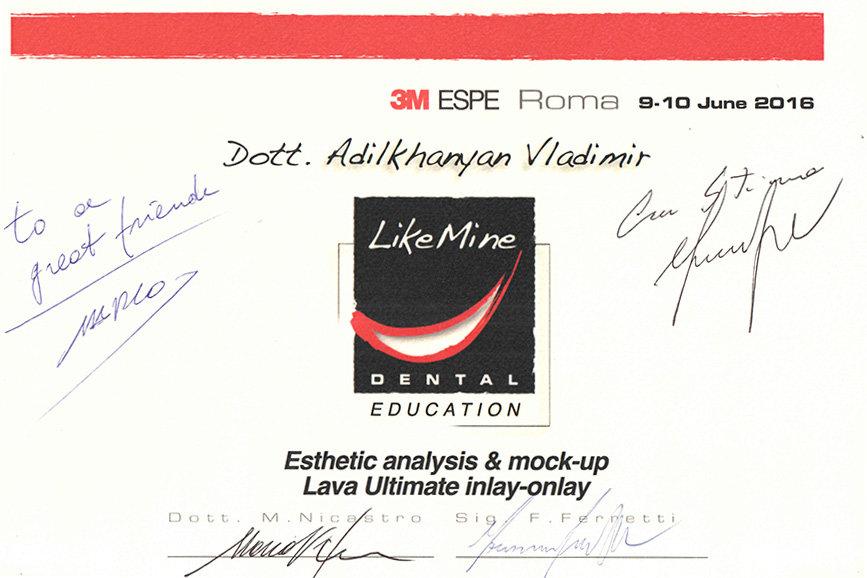 3M ESPE Roma 9-10 June 2016
Dott. Adilkhanyan Vladimir
to a
great friend
Con Stima
LikeMine
DENTAL
EDUCATION
Esthetic analysis & mock-up
Lava Ultimate inlay-onlay
Dott. M.Nicastro Sig. F.Ferretti